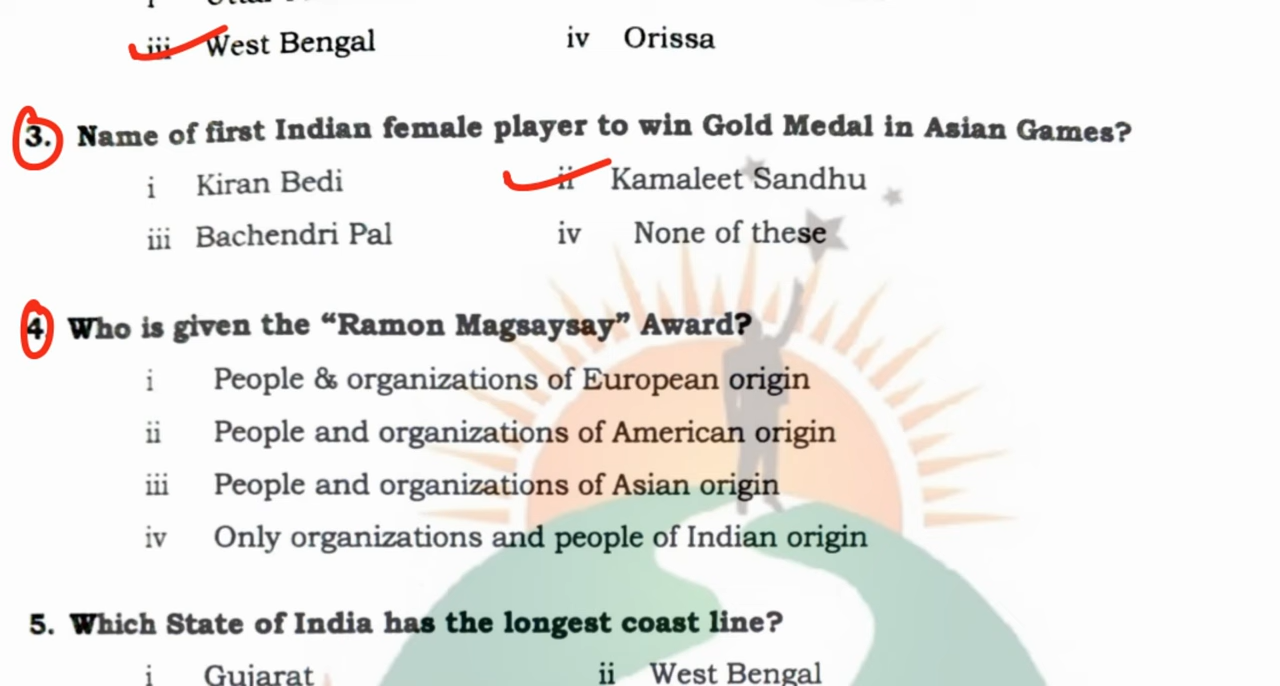 iii West Bengal iv Orissa
3. Name of first Indian female player to win Gold Medal in Asian Games?
i Kiran Bedi ii Kamaleet Sandhu
iii Bachendri Pal iv None of these
4 Who is given the “Ramon Magsaysay” Award?
i People & organizations of European origin
ii People and organizations of American origin
iii People and organizations of Asian origin
iv Only organizations and people of Indian origin
5. Which State of India has the longest coast line?
i Gujarat ii West Bengal